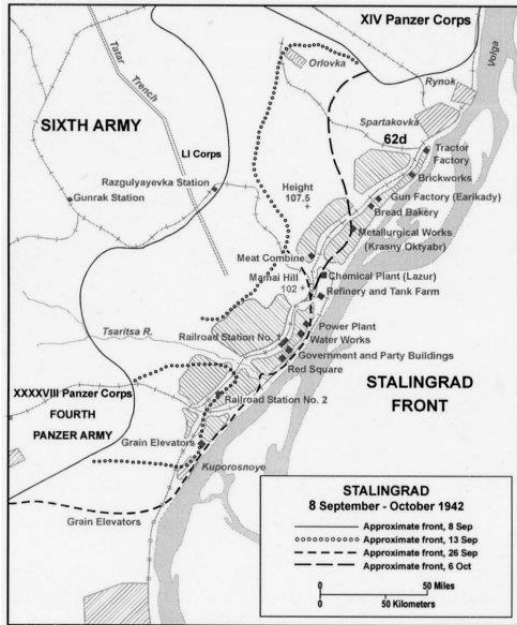 XIV Panzer Corps
Volga
Tatar
Trench
Orlovka
Rynok
Spartakovka
SIXTH ARMY
62d
LI Corps
Tractor
Factory
Brickworks
Razgulyayevka Station
Gunrak Station
Height
107.5
Gun Factory (Earikady)
Bread Bakery
Metallurgical Works
(Krasny Oktyabr)
Meat Combine
Mamai Hill
102
Chemical Plant (Lazur)
Refinery and Tank Farm
Tsaritsa R.
Railroad Station No. 1
Power Plant
Water Works
Government and Party Buildings
Red Square
STALINGRAD
FRONT
XXXXVIII Panzer Corps
FOURTH
PANZER ARMY
Railroad Station No. 2
Grain Elevators
Kuporosnoye
Grain Elevators
STALINGRAD
8 September - October 1942
Approximate front, 8 Sep
Approximate front, 13 Sep
Approximate front, 26 Sep
Approximate front, 6 Oct
0 50 Miles
0 50 Kilometers